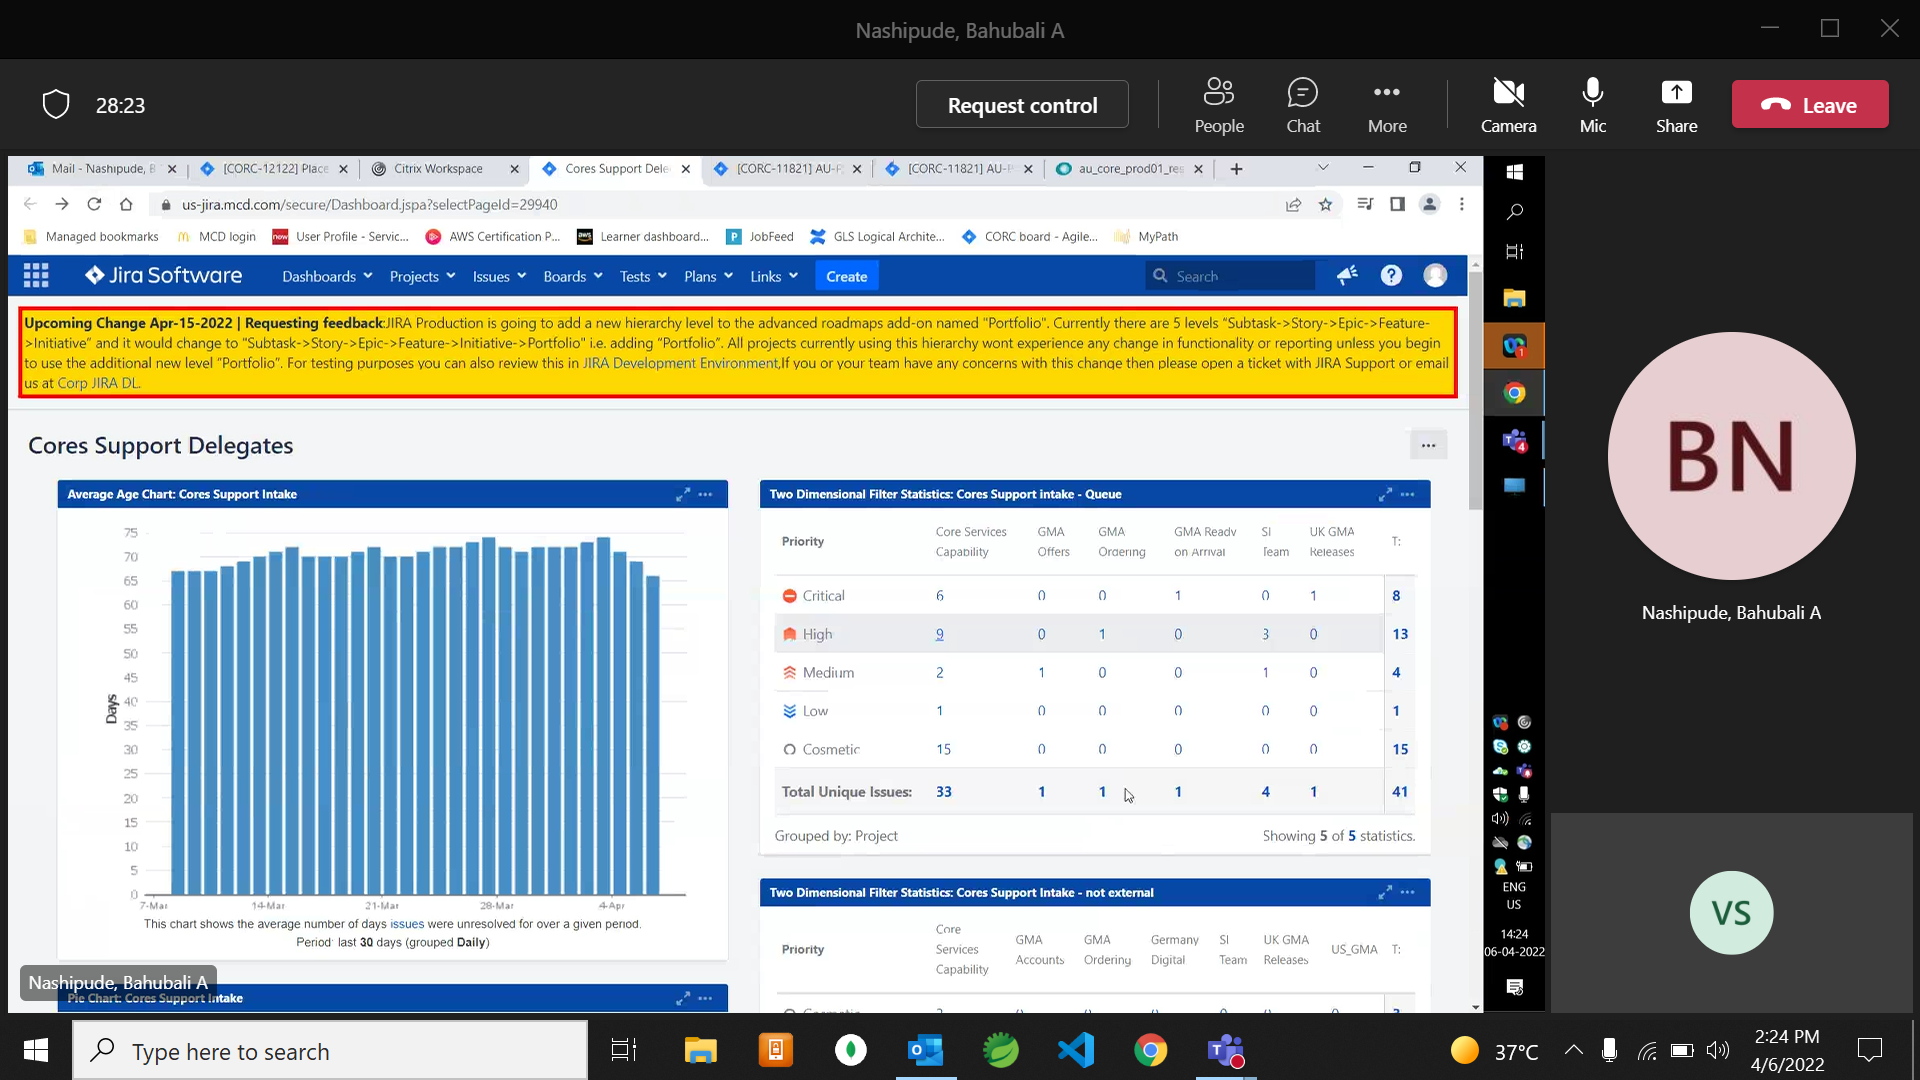 Nashipude, Bahubali A
28:23
Request control
People
Chat
More
Camera
Mic
Share
Leave
Mail - Nashipude, B
[CORC-12122] Place
Citrix Workspace
Cores Support Dele
[CORC-11821] AU-P
[CORC-11821] AU-P
au_core_prod01_res
us-jira.mcd.com/secure/Dashboard.jspa?selectPageId=29940
Managed bookmarks
MCD login
User Profile - Servic...
AWS Certification P...
Learner dashboard...
JobFeed
GLS Logical Archite...
CORC board - Agile...
MyPath
Jira Software
Dashboards
Projects
Issues
Boards
Tests
Plans
Links
Create
Search
Upcoming Change Apr-15-2022 | Requesting feedback:JIRA Production is going to add a new hierarchy level to the advanced roadmaps add-on named "Portfolio". Currently there are 5 levels "Subtask->Story->Epic->Feature-
>Initiative" and it would change to "Subtask->Story->Epic->Feature->Initiative->Portfolio" i.e. adding "Portfolio". All projects currently using this hierarchy wont experience any change in functionality or reporting unless you begin
to use the additional new level "Portfolio". For testing purposes you can also review this in JIRA Development Environment,If you or your team have any concerns with this change then please open a ticket with JIRA Support or email
us at Corp JIRA DL.
Cores Support Delegates
Average Age Chart: Cores Support Intake
75
70
65
60
55
50
45
40
35
30
25
20
15
10
5
0
Days
7-Mar 14-Mar 21-Mar 28-Mar 4-Apr
This chart shows the average number of days issues were unresolved for over a given period.
Period: last 30 days (grouped Daily)
Pie Chart: Cores Support Intake
Nashipude, Bahubali A
Two Dimensional Filter Statistics: Cores Support intake - Queue
Priority Core Services Capability GMA Offers GMA Ordering GMA Ready on Arrival SI Team UK GMA Releases T:
Critical 6 0 0 1 0 1 8
High 9 0 1 0 3 0 13
Medium 2 1 0 0 1 0 4
Low 1 0 0 0 0 0 1
Cosmetic 15 0 0 0 0 0 15
Total Unique Issues: 33 1 1 1 4 1 41
Grouped by: Project
Showing 5 of 5 statistics.
Two Dimensional Filter Statistics: Cores Support Intake - not external
Priority Core Services Capability GMA Accounts GMA Ordering Germany Digital SI Team UK GMA Releases US_GMA T:
ENG
US
14:24
06-04-2022
BN
Nashipude, Bahubali A
VS
Type here to search
37°C
2:24 PM
4/6/2022